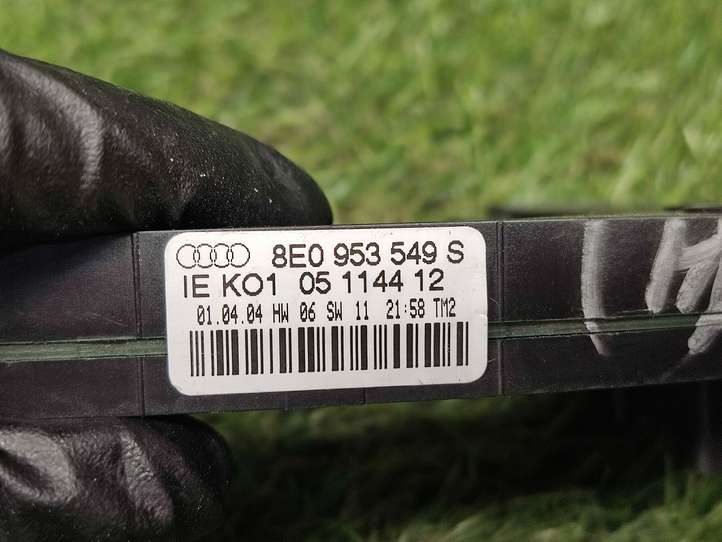 8E0 953 549 S
IE KO1 05 1144 12
01.04.04 HW 06 SW 11 21:58 TM2